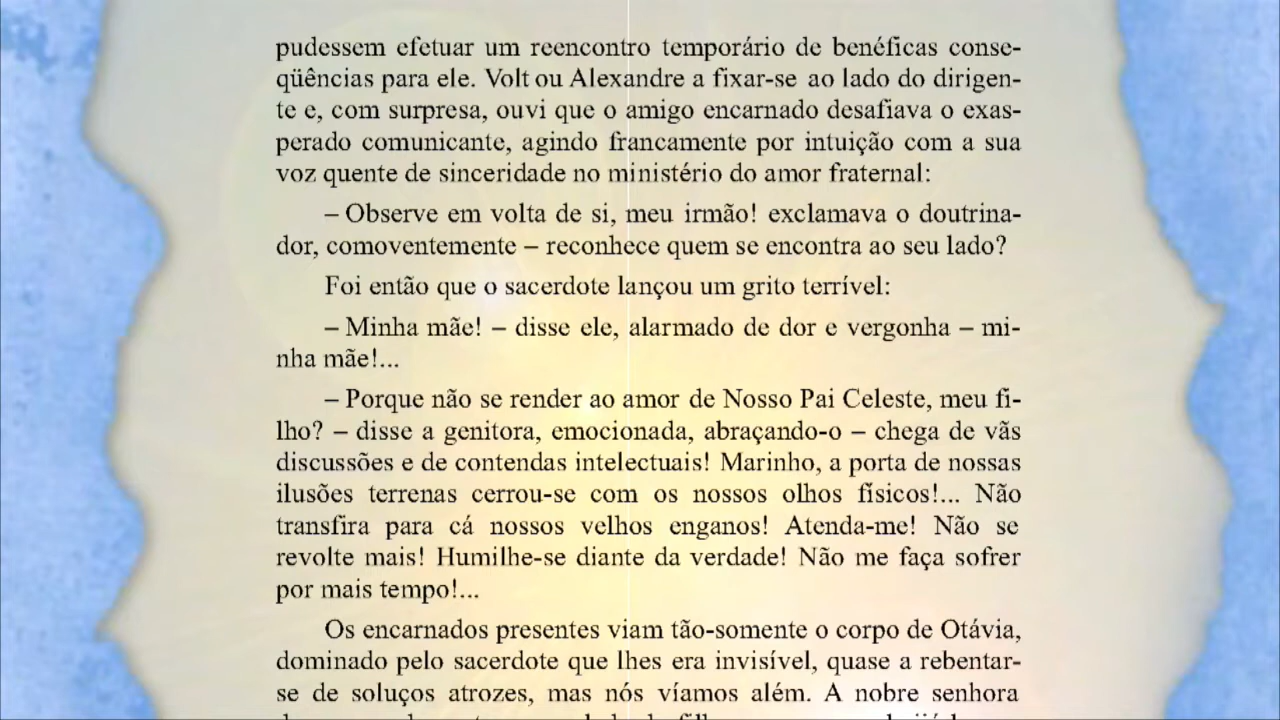 pudessem efetuar um reencontro temporário de benéficas conse-
qüências para ele. Volt ou Alexandre a fixar-se ao lado do dirigen-
te e, com surpresa, ouvi que o amigo encarnado desafiava o exas-
perado comunicante, agindo francamente por intuição com a sua
voz quente de sinceridade no ministério do amor fraternal:
– Observe em volta de si, meu irmão! exclamava o doutrina-
dor, comoventemente – reconhece quem se encontra ao seu lado?
Foi então que o sacerdote lançou um grito terrível:
– Minha mãe! – disse ele, alarmado de dor e vergonha – mi-
nha mãe!...
– Porque não se render ao amor de Nosso Pai Celeste, meu fi-
lho? – disse a genitora, emocionada, abraçando-o – chega de vãs
discussões e de contendas intelectuais! Marinho, a porta de nossas
ilusões terrenas cerrou-se com os nossos olhos físicos!... Não
transfira para cá nossos velhos enganos! Atenda-me! Não se
revolte mais! Humilhe-se diante da verdade! Não me faça sofrer
por mais tempo!...
Os encarnados presentes viam tão-somente o corpo de Otávia,
dominado pelo sacerdote que lhes era invisível, quase a rebentar-
se de soluços atrozes, mas nós víamos além. A nobre senhora